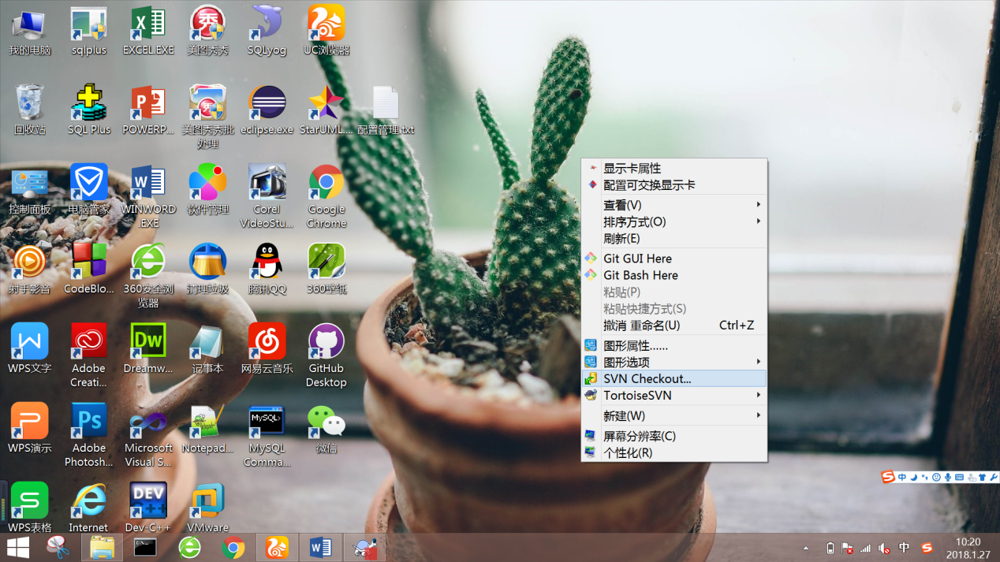 我的电脑
sqlplus
EXCEL.EXE
美图秀秀
SQLyog
UC浏览器
回收站
SQL Plus
POWERP...
美图秀秀批
处理
eclipse.exe
StarUML....
配置管理.txt
控制面板
电脑管家
WINWORD
.EXE
软件管理
Corel
VideoStu...
Google
Chrome
射手影音
CodeBlo...
360安全浏
览器
清理垃圾
腾讯QQ
360壁纸
WPS文字
Adobe
Creati...
Dreamw...
记事本
网易云音乐
GitHub
Desktop
WPS演示
Adobe
Photosh...
Microsoft
Visual S...
Notepad...
MySQL
Comma...
微信
WPS表格
Internet
Dev-C++
VMware
显示卡属性
配置可交换显示卡
查看(V)
排序方式(O)
刷新(E)
Git GUI Here
Git Bash Here
粘贴(P)
粘贴快捷方式(S)
撤消 重命名(U) Ctrl+Z
图形属性......
图形选项
SVN Checkout...
TortoiseSVN
新建(W)
屏幕分辨率(C)
个性化(R)
中
中
10:20
2018.1.27